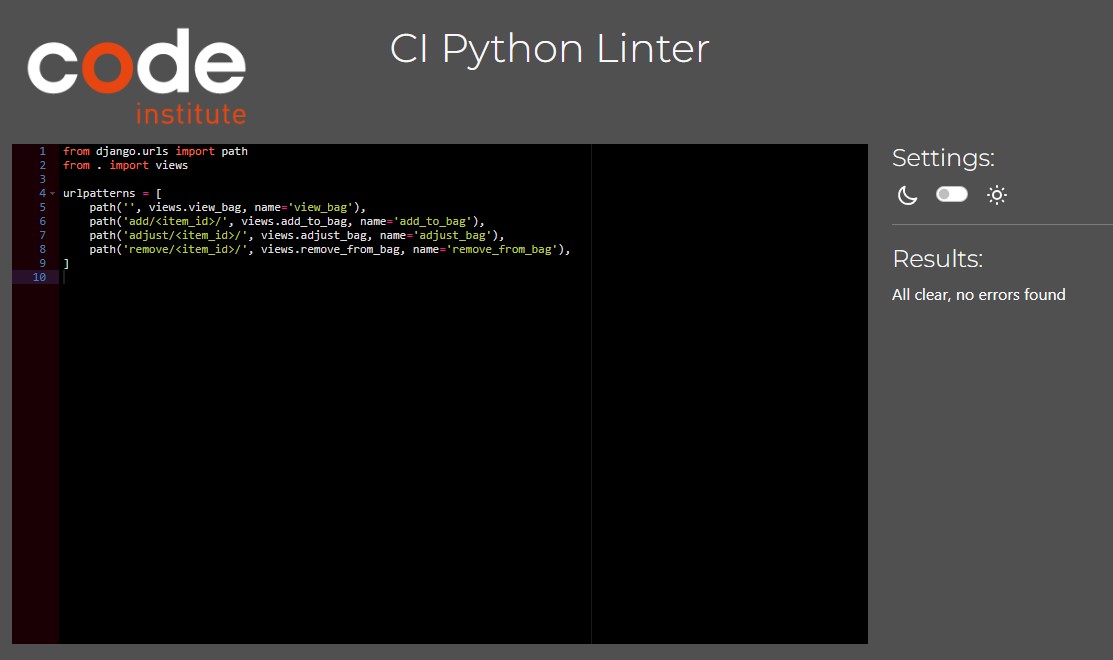 code
institute
CI Python Linter
1 from django.urls import path
2 from . import views
3
4 urlpatterns = [
5     path('', views.view_bag, name='view_bag'),
6     path('add/<item_id>/', views.add_to_bag, name='add_to_bag'),
7     path('adjust/<item_id>/', views.adjust_bag, name='adjust_bag'),
8     path('remove/<item_id>/', views.remove_from_bag, name='remove_from_bag'),
9 ]
10
Settings:
Results:
All clear, no errors found